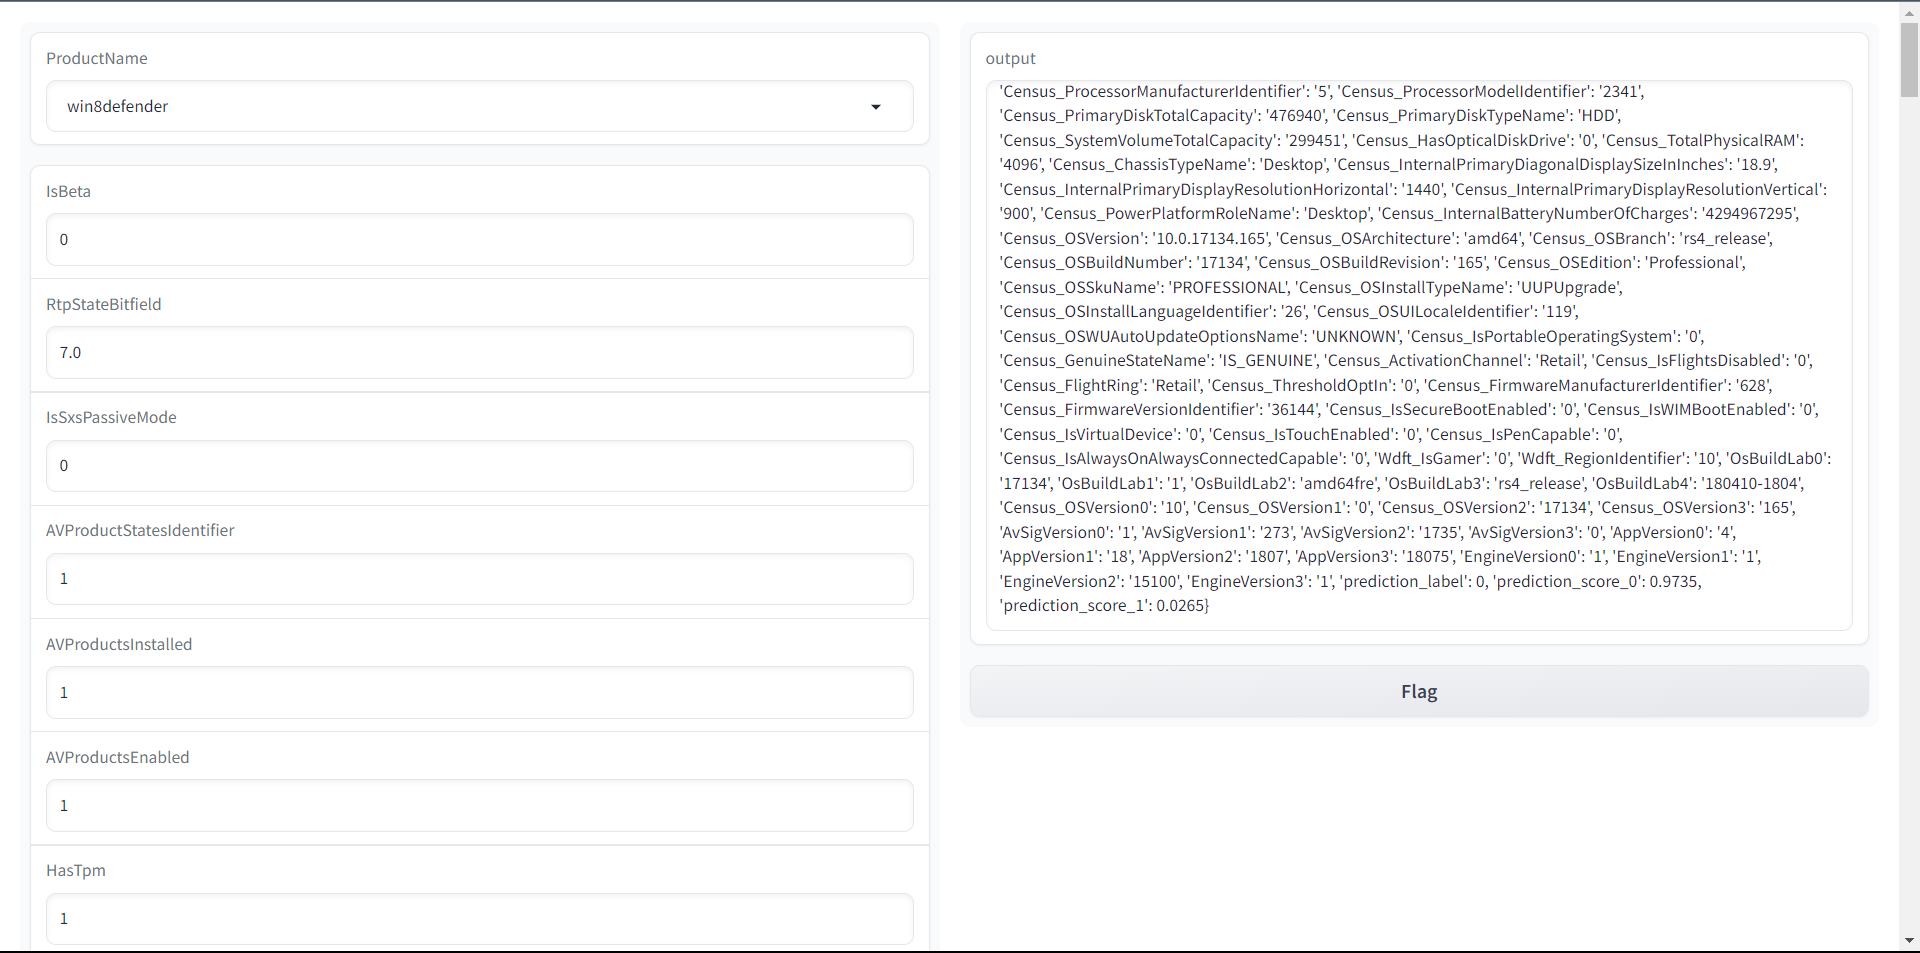 ProductName
win8defender
IsBeta
0
RtpStateBitfield
7.0
IsSxsPassiveMode
0
AVProductStatesIdentifier
1
AVProductsInstalled
1
AVProductsEnabled
1
HasTpm
1
output
'Census_ProcessorManufacturerIdentifier': '5', 'Census_ProcessorModelIdentifier': '2341',
'Census_PrimaryDiskTotalCapacity': '476940', 'Census_PrimaryDiskTypeName': 'HDD',
'Census_SystemVolumeTotalCapacity': '299451', 'Census_HasOpticalDiskDrive': '0', 'Census_TotalPhysicalRAM':
'4096', 'Census_ChassisTypeName': 'Desktop', 'Census_InternalPrimaryDiagonalDisplaySizeInInches': '18.9',
'Census_InternalPrimaryDisplayResolutionHorizontal': '1440', 'Census_InternalPrimaryDisplayResolutionVertical':
'900', 'Census_PowerPlatformRoleName': 'Desktop', 'Census_InternalBatteryNumberOfCharges': '4294967295',
'Census_OSVersion': '10.0.17134.165', 'Census_OSArchitecture': 'amd64', 'Census_OSBranch': 'rs4_release',
'Census_OSBuildNumber': '17134', 'Census_OSBuildRevision': '165', 'Census_OSEdition': 'Professional',
'Census_OSSkuName': 'PROFESSIONAL', 'Census_OSInstallTypeName': 'UUPUpgrade',
'Census_OSInstallLanguageIdentifier': '26', 'Census_OSUILocaleIdentifier': '119',
'Census_OSWUAutoUpdateOptionsName': 'UNKNOWN', 'Census_IsPortableOperatingSystem': '0',
'Census_GenuineStateName': 'IS_GENUINE', 'Census_ActivationChannel': 'Retail', 'Census_IsFlightsDisabled': '0',
'Census_FlightRing': 'Retail', 'Census_ThresholdOptIn': '0', 'Census_FirmwareManufacturerIdentifier': '628',
'Census_FirmwareVersionIdentifier': '36144', 'Census_IsSecureBootEnabled': '0', 'Census_IsWIMBootEnabled': '0',
'Census_IsVirtualDevice': '0', 'Census_IsTouchEnabled': '0', 'Census_IsPenCapable': '0',
'Census_IsAlwaysOnAlwaysConnectedCapable': '0', 'Wdft_IsGamer': '0', 'Wdft_RegionIdentifier': '10', 'OsBuildLab0':
'17134', 'OsBuildLab1': '1', 'OsBuildLab2': 'amd64fre', 'OsBuildLab3': 'rs4_release', 'OsBuildLab4': '180410-1804',
'Census_OSVersion0': '10', 'Census_OSVersion1': '0', 'Census_OSVersion2': '17134', 'Census_OSVersion3': '165',
'AvSigVersion0': '1', 'AvSigVersion1': '273', 'AvSigVersion2': '1735', 'AvSigVersion3': '0', 'AppVersion0': '4',
'AppVersion1': '18', 'AppVersion2': '1807', 'AppVersion3': '18075', 'EngineVersion0': '1', 'EngineVersion1': '1',
'EngineVersion2': '15100', 'EngineVersion3': '1', 'prediction_label': 0, 'prediction_score_0': 0.9735,
'prediction_score_1': 0.0265}
Flag